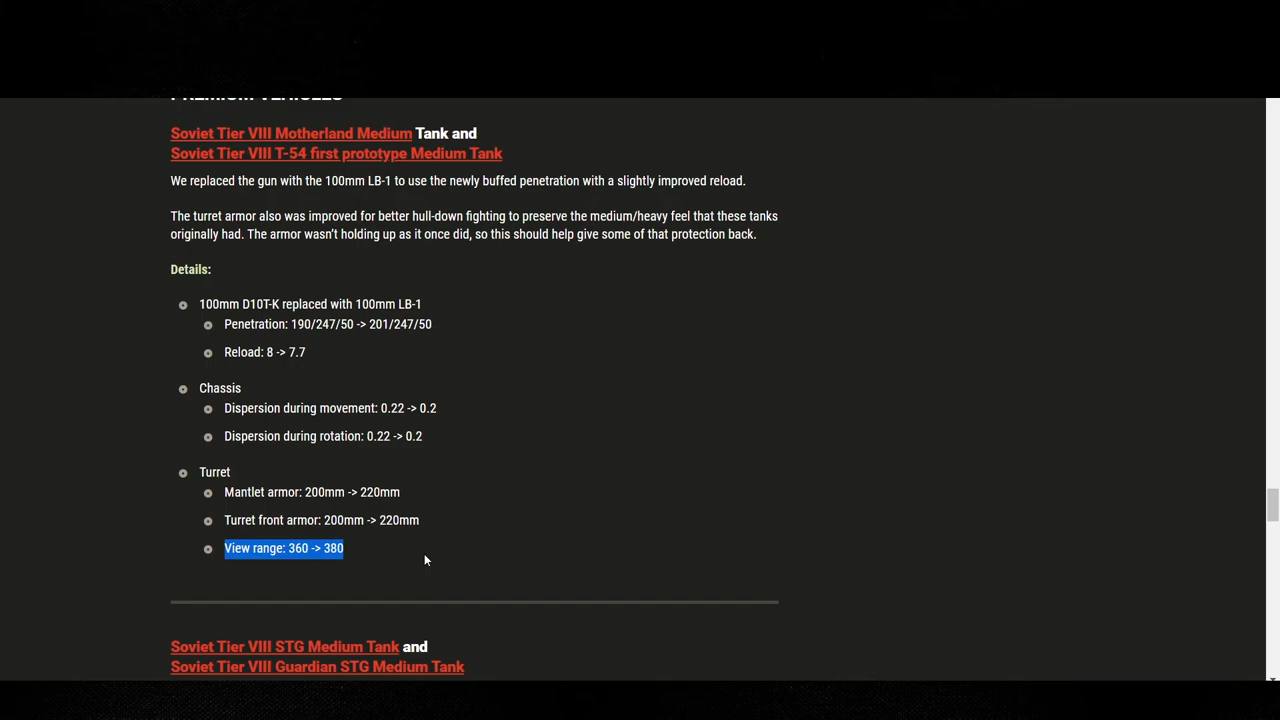 PREMIUM VEHICLES
Soviet Tier VIII Motherland Medium Tank and
Soviet Tier VIII T-54 first prototype Medium Tank
We replaced the gun with the 100mm LB-1 to use the newly buffed penetration with a slightly improved reload.
The turret armor also was improved for better hull-down fighting to preserve the medium/heavy feel that these tanks
originally had. The armor wasn't holding up as it once did, so this should help give some of that protection back.
Details:
100mm D10T-K replaced with 100mm LB-1
Penetration: 190/247/50 -> 201/247/50
Reload: 8 -> 7.7
Chassis
Dispersion during movement: 0.22 -> 0.2
Dispersion during rotation: 0.22 -> 0.2
Turret
Mantlet armor: 200mm -> 220mm
Turret front armor: 200mm -> 220mm
View range: 360 -> 380
Soviet Tier VIII STG Medium Tank and
Soviet Tier VIII Guardian STG Medium Tank